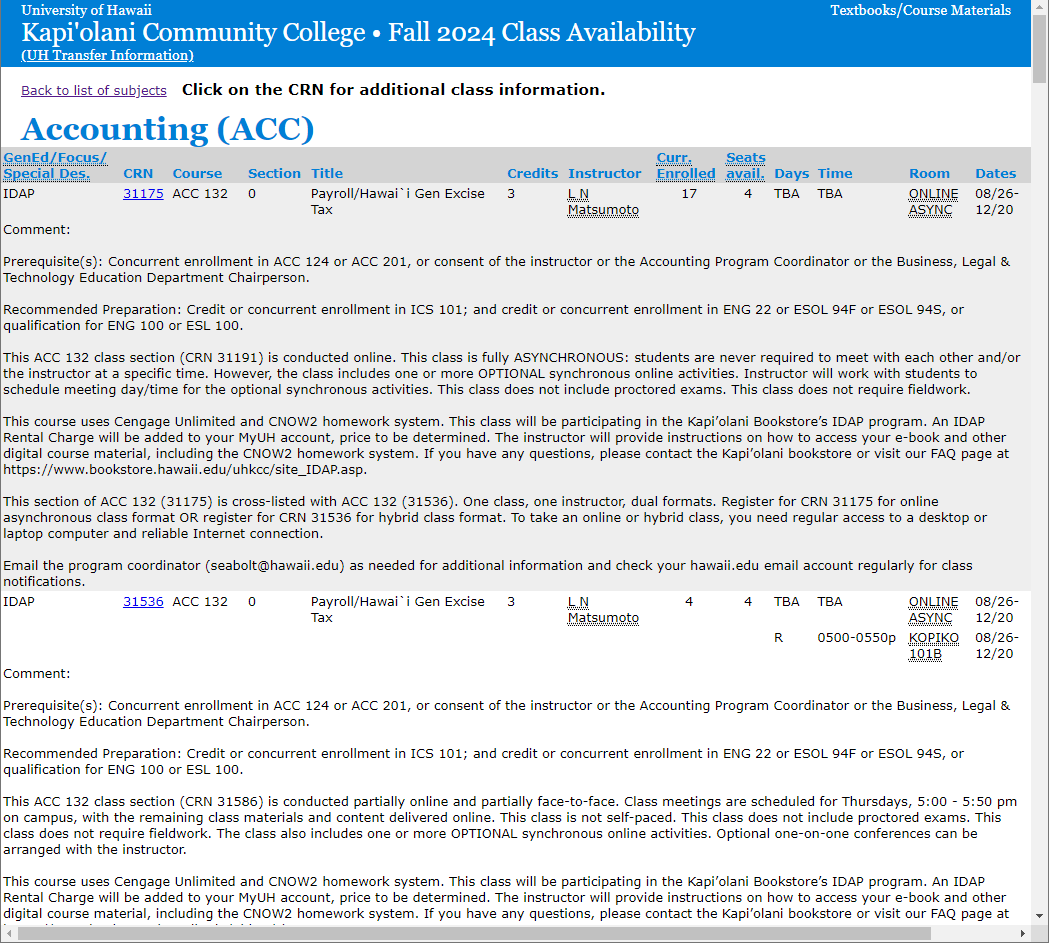 University of Hawaii
Textbooks/Course Materials
Kapi'olani Community College • Fall 2024 Class Availability
(UH Transfer Information)
Back to list of subjects Click on the CRN for additional class information.
Accounting (ACC)
GenEd/Focus/ Curr. Seats
Special Des. CRN Course Section Title Credits Instructor Enrolled avail. Days Time Room Dates
IDAP 31175 ACC 132 0 Payroll/Hawai`i Gen Excise 3 L N 17 4 TBA TBA ONLINE 08/26-
Tax Matsumoto ASYNC 12/20
Comment:
Prerequisite(s): Concurrent enrollment in ACC 124 or ACC 201, or consent of the instructor or the Accounting Program Coordinator or the Business, Legal &
Technology Education Department Chairperson.
Recommended Preparation: Credit or concurrent enrollment in ICS 101; and credit or concurrent enrollment in ENG 22 or ESOL 94F or ESOL 94S, or
qualification for ENG 100 or ESL 100.
This ACC 132 class section (CRN 31191) is conducted online. This class is fully ASYNCHRONOUS: students are never required to meet with each other and/or
the instructor at a specific time. However, the class includes one or more OPTIONAL synchronous online activities. Instructor will work with students to
schedule meeting day/time for the optional synchronous activities. This class does not include proctored exams. This class does not require fieldwork.
This course uses Cengage Unlimited and CNOW2 homework system. This class will be participating in the Kapi’olani Bookstore’s IDAP program. An IDAP
Rental Charge will be added to your MyUH account, price to be determined. The instructor will provide instructions on how to access your e-book and other
digital course material, including the CNOW2 homework system. If you have any questions, please contact the Kapi’olani bookstore or visit our FAQ page at
https://www.bookstore.hawaii.edu/uhkcc/site_IDAP.asp.
This section of ACC 132 (31175) is cross-listed with ACC 132 (31536). One class, one instructor, dual formats. Register for CRN 31175 for online
asynchronous class format OR register for CRN 31536 for hybrid class format. To take an online or hybrid class, you need regular access to a desktop or
laptop computer and reliable Internet connection.
Email the program coordinator (seabolt@hawaii.edu) as needed for additional information and check your hawaii.edu email account regularly for class
notifications.
IDAP 31536 ACC 132 0 Payroll/Hawai`i Gen Excise 3 L N 4 4 TBA TBA ONLINE 08/26-
Tax Matsumoto ASYNC 12/20
R 0500-0550p KOPIKO 08/26-
101B 12/20
Comment:
Prerequisite(s): Concurrent enrollment in ACC 124 or ACC 201, or consent of the instructor or the Accounting Program Coordinator or the Business, Legal &
Technology Education Department Chairperson.
Recommended Preparation: Credit or concurrent enrollment in ICS 101; and credit or concurrent enrollment in ENG 22 or ESOL 94F or ESOL 94S, or
qualification for ENG 100 or ESL 100.
This ACC 132 class section (CRN 31586) is conducted partially online and partially face-to-face. Class meetings are scheduled for Thursdays, 5:00 - 5:50 pm
on campus, with the remaining class materials and content delivered online. This class is not self-paced. This class does not include proctored exams. This
class does not require fieldwork. The class also includes one or more OPTIONAL synchronous online activities. Optional one-on-one conferences can be
arranged with the instructor.
This course uses Cengage Unlimited and CNOW2 homework system. This class will be participating in the Kapi’olani Bookstore’s IDAP program. An IDAP
Rental Charge will be added to your MyUH account, price to be determined. The instructor will provide instructions on how to access your e-book and other
digital course material, including the CNOW2 homework system. If you have any questions, please contact the Kapi’olani bookstore or visit our FAQ page at